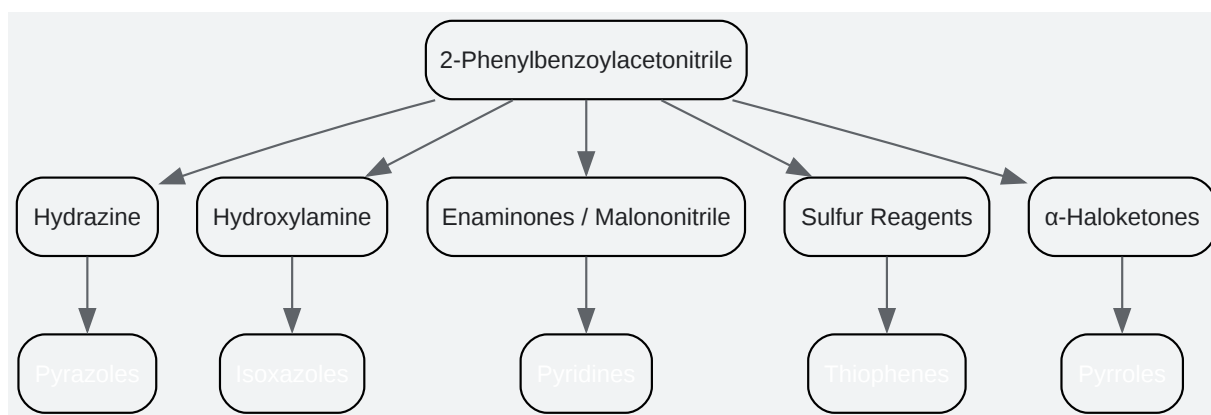 2-Phenylbenzoylacetonitrile
Hydrazine
Hydroxylamine
Enaminones / Malononitrile
Sulfur Reagents
α-Haloketones
Pyrazoles
Isoxazoles
Pyridines
Thiophenes
Pyrroles